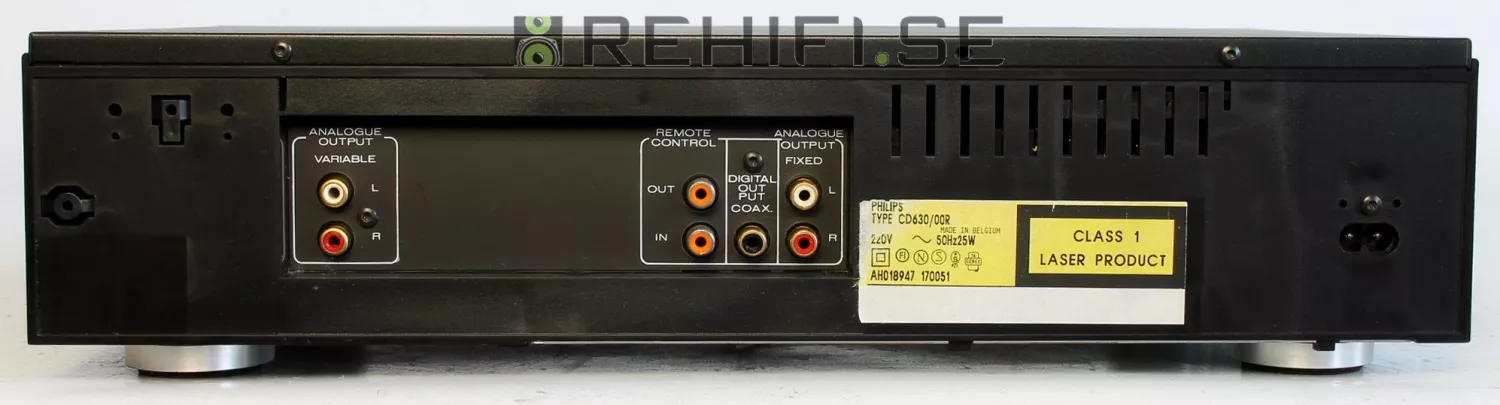 REHIFI.SE
ANALOGUE
OUTPUT
VARIABLE
L
R
REMOTE
CONTROL
OUT
IN
DIGITAL
OUT
PUT
COAX.
ANALOGUE
OUTPUT
FIXED
L
R
PHILIPS
TYPE CD630/00R
MADE IN BELGIUM
220V ~ 50Hz25W
FI N S
AH018947 170051
CLASS 1
LASER PRODUCT